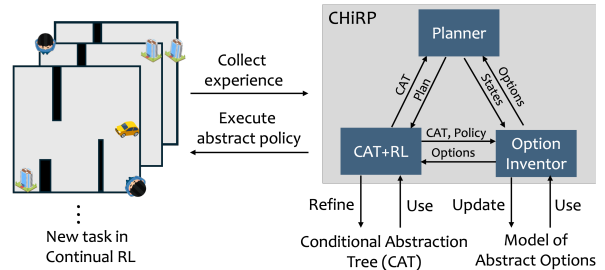 CHiRP
Planner
Collect
experience
Execute
abstract policy
CAT
Plan
States
Options
CAT+RL
CAT, Policy
Options
Option
Inventor
Refine
Use
Update
Use
Conditional Abstraction
Tree (CAT)
Model of
Abstract Options
New task in
Continual RL